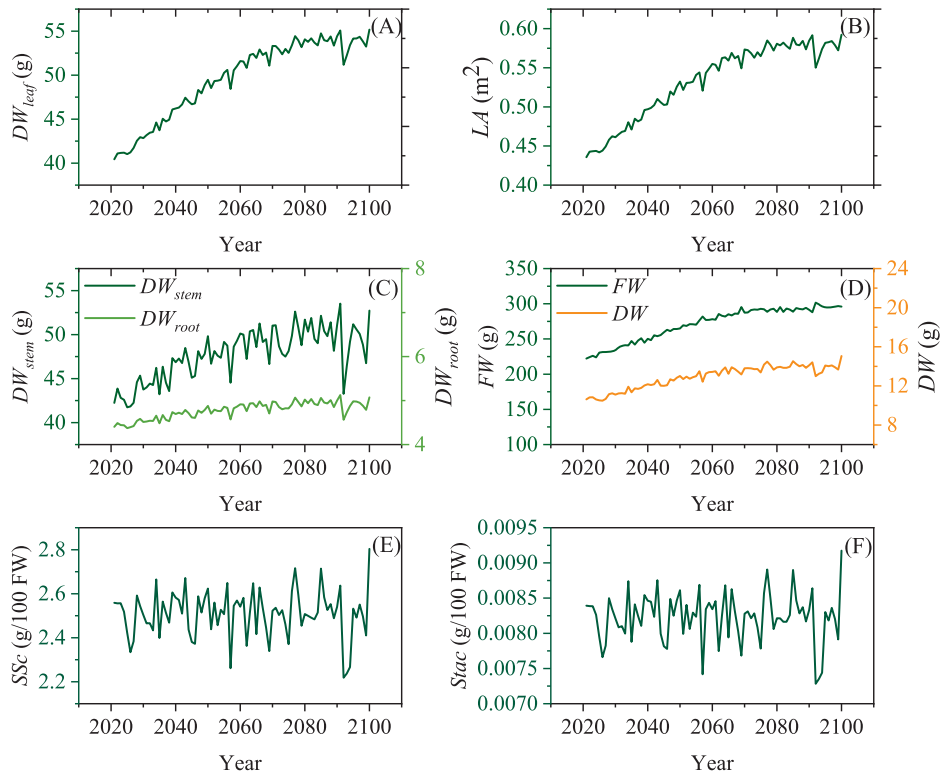 (A)
DW_leaf (g)
55
50
45
40
2020 2040 2060 2080 2100
Year
(B)
LA (m²)
0.60
0.55
0.50
0.45
0.40
2020 2040 2060 2080 2100
Year
(C)
DW_stem
DW_root
DW_stem (g)
55
50
45
40
DW_root (g)
8
6
4
2020 2040 2060 2080 2100
Year
(D)
FW
DW
FW (g)
350
300
250
200
150
100
DW (g)
24
20
16
12
8
2020 2040 2060 2080 2100
Year
(E)
SSc (g/100 FW)
2.8
2.6
2.4
2.2
2020 2040 2060 2080 2100
Year
(F)
Stac (g/100 FW)
0.0095
0.0090
0.0085
0.0080
0.0075
0.0070
2020 2040 2060 2080 2100
Year